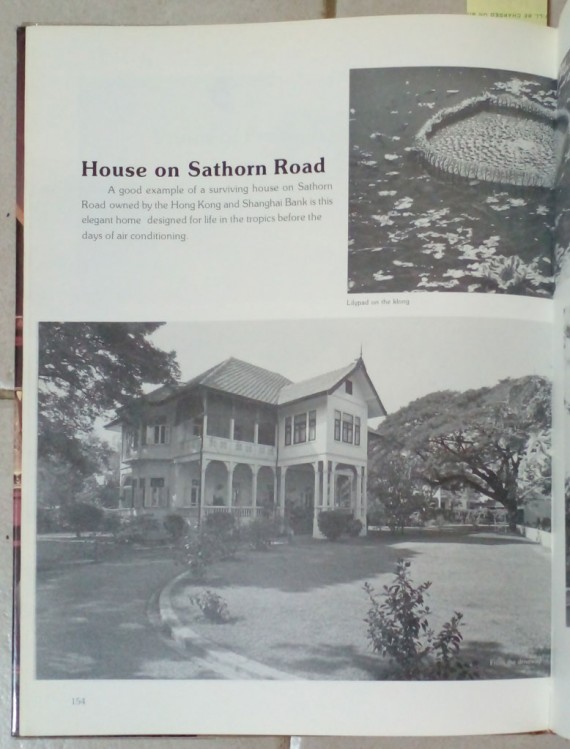 House on Sathorn Road
A good example of a surviving house on Sathorn
Road owned by the Hong Kong and Shanghai Bank is this
elegant home designed for life in the tropics before the
days of air conditioning.
Lilypad on the klong
154